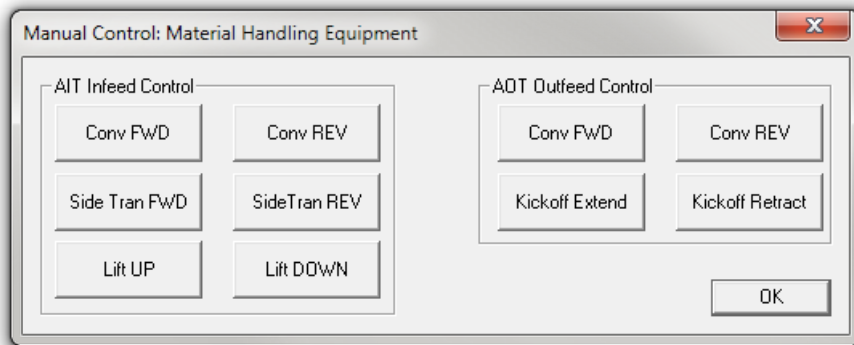 Manual Control: Material Handling Equipment
AIT Infeed Control
Conv FWD
Conv REV
Side Tran FWD
SideTran REV
Lift UP
Lift DOWN
AOT Outfeed Control
Conv FWD
Conv REV
Kickoff Extend
Kickoff Retract
OK